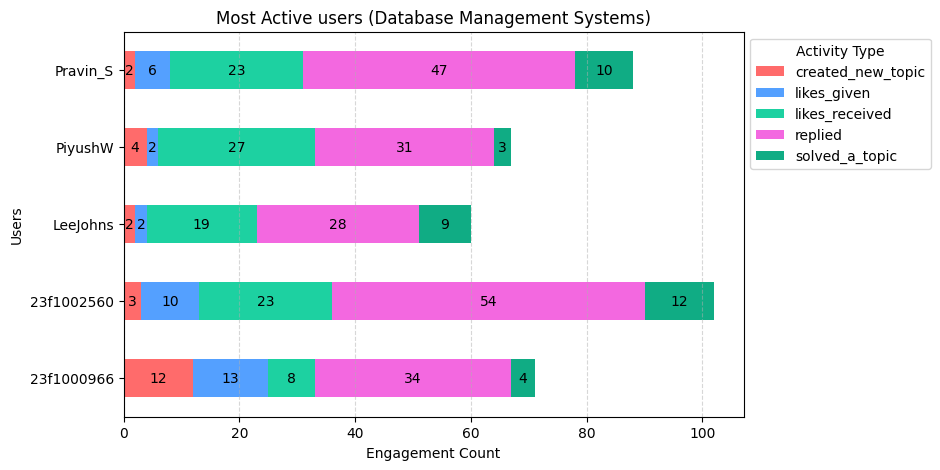 Most Active users (Database Management Systems)
Pravin_S 2 6 23 47 10
PiyushW 4 2 27 31 3
LeeJohns 2 2 19 28 9
23f1002560 3 10 23 54 12
23f1000966 12 13 8 34 4
0 20 40 60 80 100
Engagement Count
Users
Activity Type
created_new_topic
likes_given
likes_received
replied
solved_a_topic